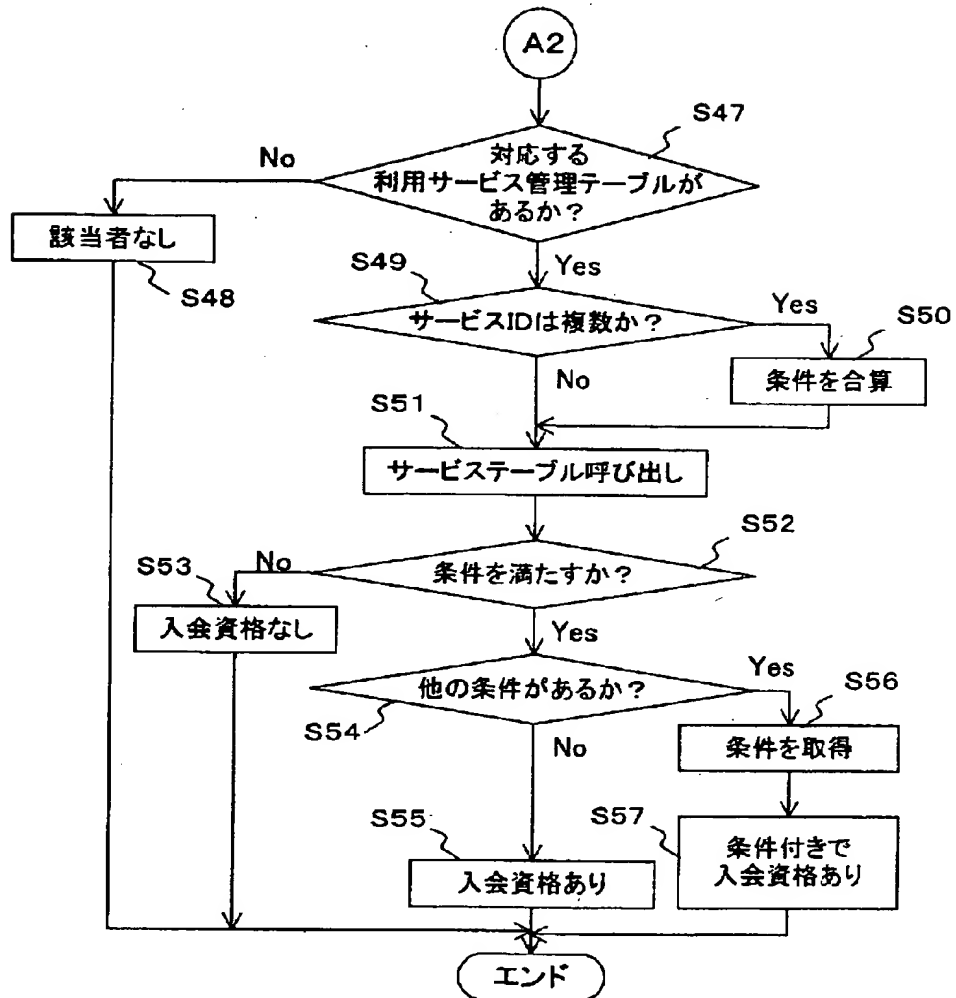 A2
S47
No
対応する
利用サービス管理テーブルが
あるか？
該当者なし
S48
S49
Yes
サービスIDは複数か？
Yes
S50
条件を合算
No
S51
サービステーブル呼び出し
S52
条件を満たすか？
No
S53
入会資格なし
Yes
他の条件があるか？
S54
Yes
S56
条件を取得
No
S55
入会資格あり
S57
条件付きで
入会資格あり
エンド